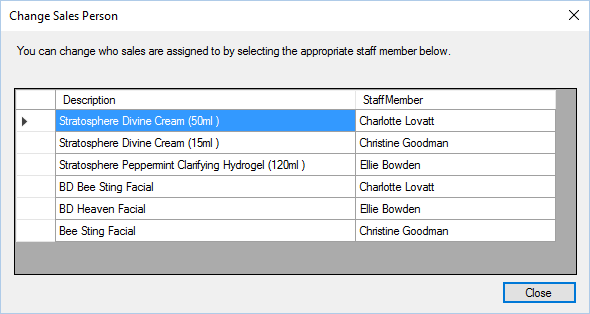 Change Sales Person
You can change who sales are assigned to by selecting the appropriate staff member below.
Description StaffMember
Stratosphere Divine Cream (50ml ) Charlotte Lovatt
Stratosphere Divine Cream (15ml ) Christine Goodman
Stratosphere Peppermint Clarifying Hydrogel (120ml ) Ellie Bowden
BD Bee Sting Facial Charlotte Lovatt
BD Heaven Facial Ellie Bowden
Bee Sting Facial Christine Goodman
Close